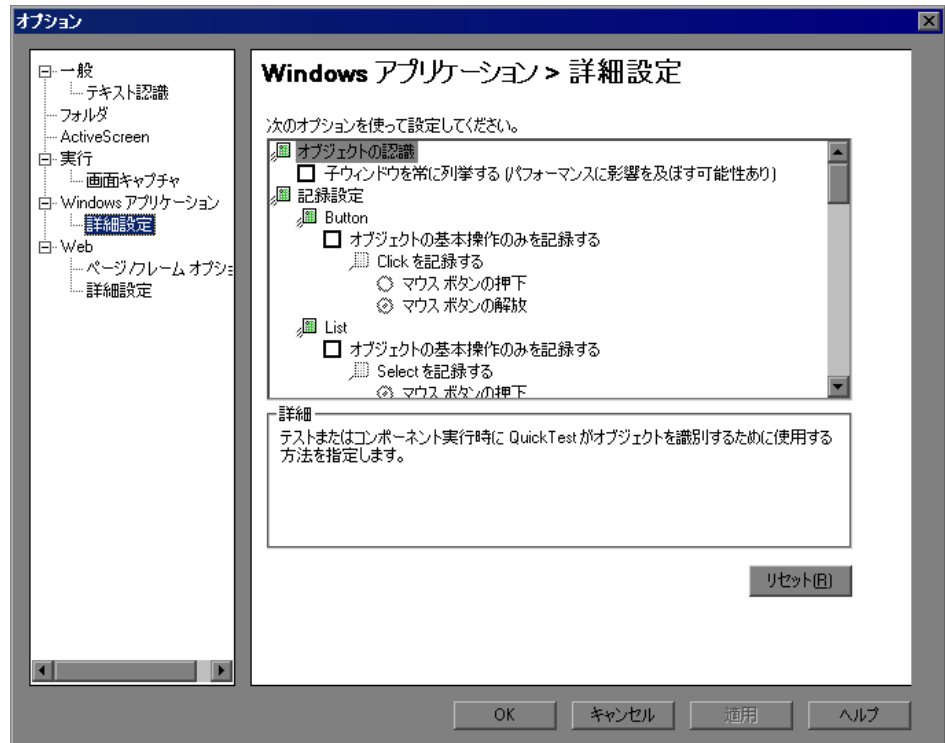 オプション
一般
テキスト認識
フォルダ
ActiveScreen
実行
画面キャプチャ
Windows アプリケーション
詳細設定
Web
ページ/フレーム オプショ
詳細設定
Windows アプリケーション > 詳細設定
次のオプションを使って設定してください。
オブジェクトの認識
子ウィンドウを常に列挙する (パフォーマンスに影響を及ぼす可能性あり)
記録設定
Button
オブジェクトの基本操作のみを記録する
Click を記録する
マウス ボタンの押下
マウス ボタンの解放
List
オブジェクトの基本操作のみを記録する
Select を記録する
マウス ボタンの押下
詳細
テストまたはコンポーネント実行時に QuickTest がオブジェクトを識別するために使用する
方法を指定します。
リセット(R)
OK
キャンセル
適用
ヘルプ